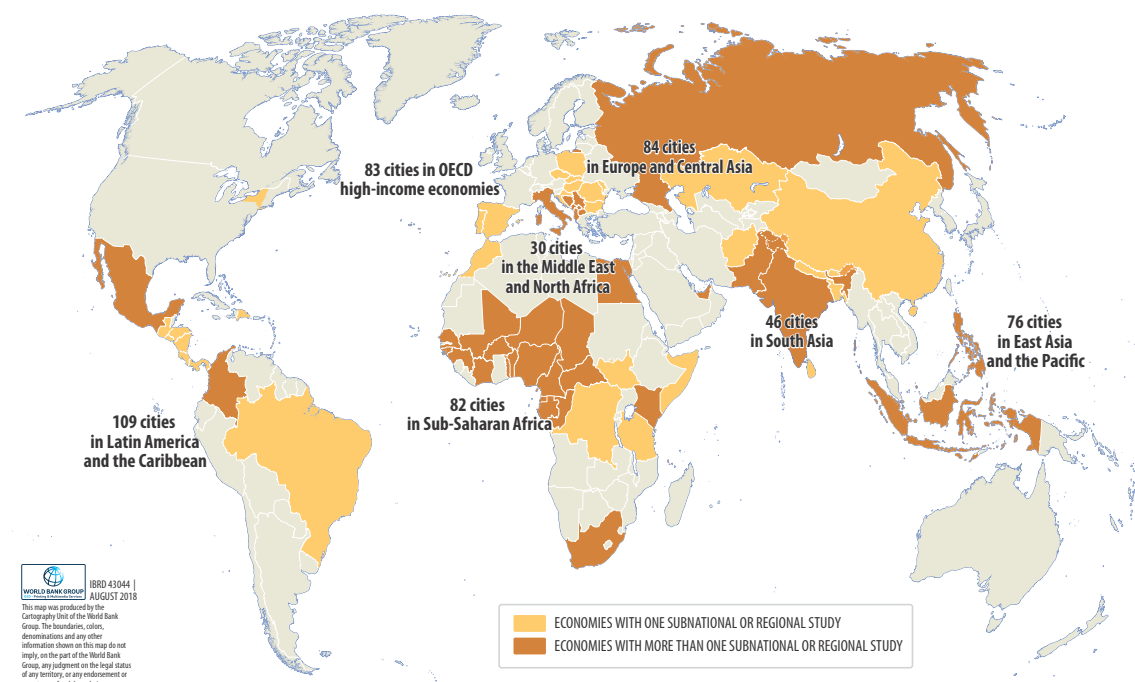 84 cities
in Europe and Central Asia
83 cities in OECD
high-income economies
30 cities
in the Middle East
and North Africa
46 cities
in South Asia
76 cities
in East Asia
and the Pacific
82 cities
in Sub-Saharan Africa
109 cities
in Latin America
and the Caribbean
WORLD BANK GROUP
IBRD 43044 |
AUGUST 2018
This map was produced by the
Cartography Unit of the World Bank
Group. The boundaries, colors,
denominations and any other
information shown on this map do not
imply, on the part of the World Bank
Group, any judgment on the legal status
of any territory, or any endorsement or
ECONOMIES WITH ONE SUBNATIONAL OR REGIONAL STUDY
ECONOMIES WITH MORE THAN ONE SUBNATIONAL OR REGIONAL STUDY